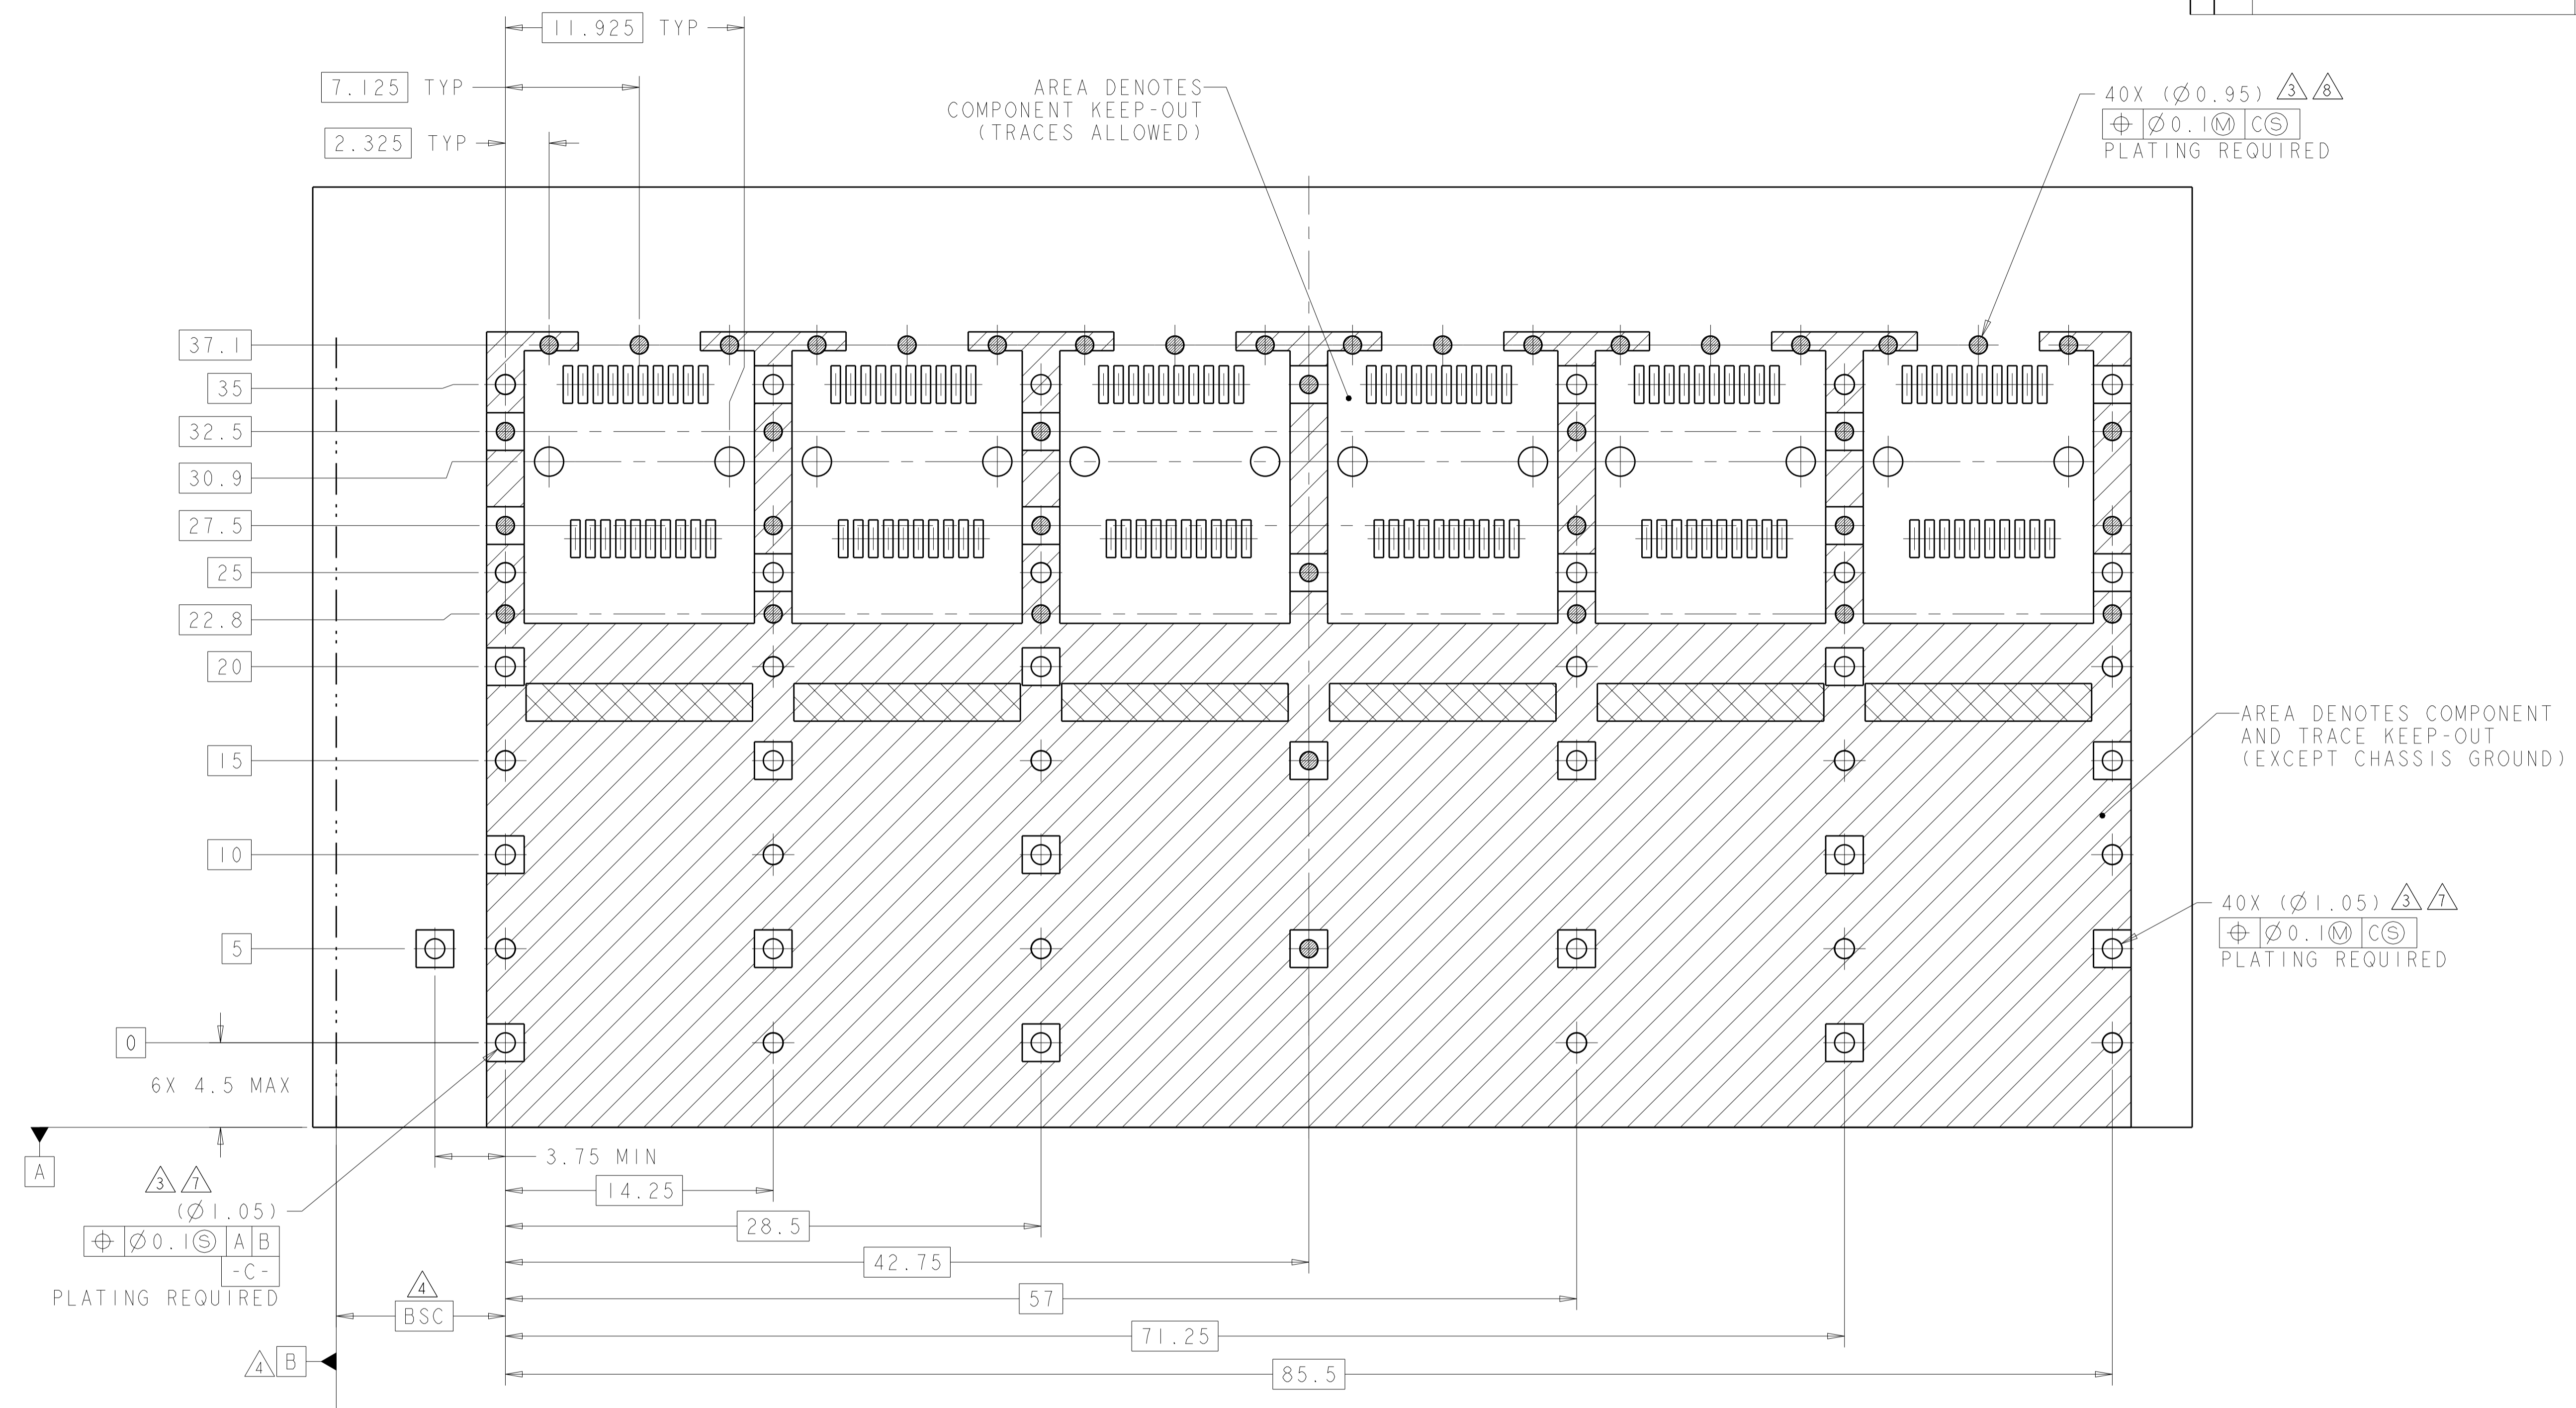 11.925 TYP
7.125 TYP
2.325 TYP
AREA DENOTES
COMPONENT KEEP-OUT
(TRACES ALLOWED)
40X (Ø0.95) 3 8
⌖ Ø0.1Ⓜ CⓈ
PLATING REQUIRED
37.1
35
32.5
30.9
27.5
25
22.8
20
15
10
5
0
6X 4.5 MAX
AREA DENOTES COMPONENT
AND TRACE KEEP-OUT
(EXCEPT CHASSIS GROUND)
40X (Ø1.05) 3 7
⌖ Ø0.1Ⓜ CⓈ
PLATING REQUIRED
A
3 7
(Ø1.05)
⌖ Ø0.1Ⓢ A B
-C-
PLATING REQUIRED
3.75 MIN
14.25
28.5
42.75
4
BSC
57
71.25
4 B
85.5